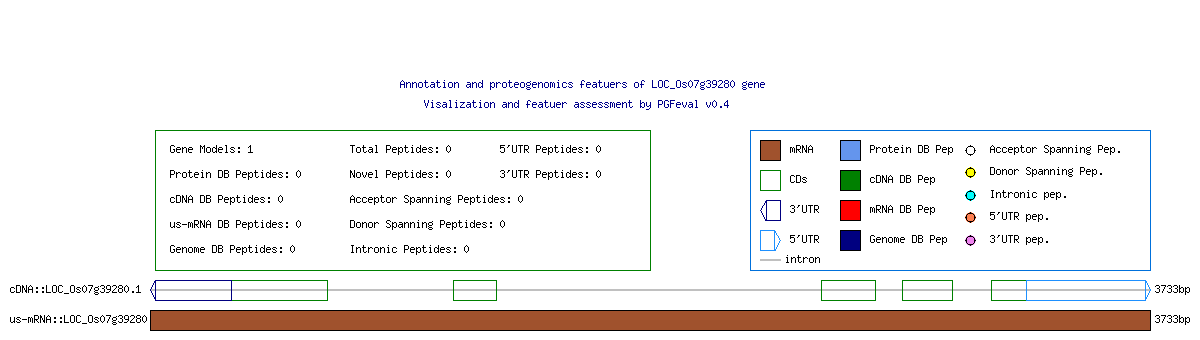 Annotation and proteogenomics featuers of LOC_Os07g39280 gene
Visalization and featuer assessment by PGFeval v0.4
Gene Models: 1 Total Peptides: 0 5'UTR Peptides: 0
Protein DB Peptides: 0 Novel Peptides: 0 3'UTR Peptides: 0
cDNA DB Peptides: 0 Acceptor Spanning Peptides: 0
us-mRNA DB Peptides: 0 Donor Spanning Peptides: 0
Genome DB Peptides: 0 Intronic Peptides: 0
mRNA Protein DB Pep Acceptor Spanning Pep.
CDs cDNA DB Pep Donor Spanning Pep.
3'UTR mRNA DB Pep Intronic pep.
5'UTR Genome DB Pep 5'UTR pep.
intron 3'UTR pep.
cDNA::LOC_Os07g39280.1 3733bp
us-mRNA::LOC_Os07g39280 3733bp